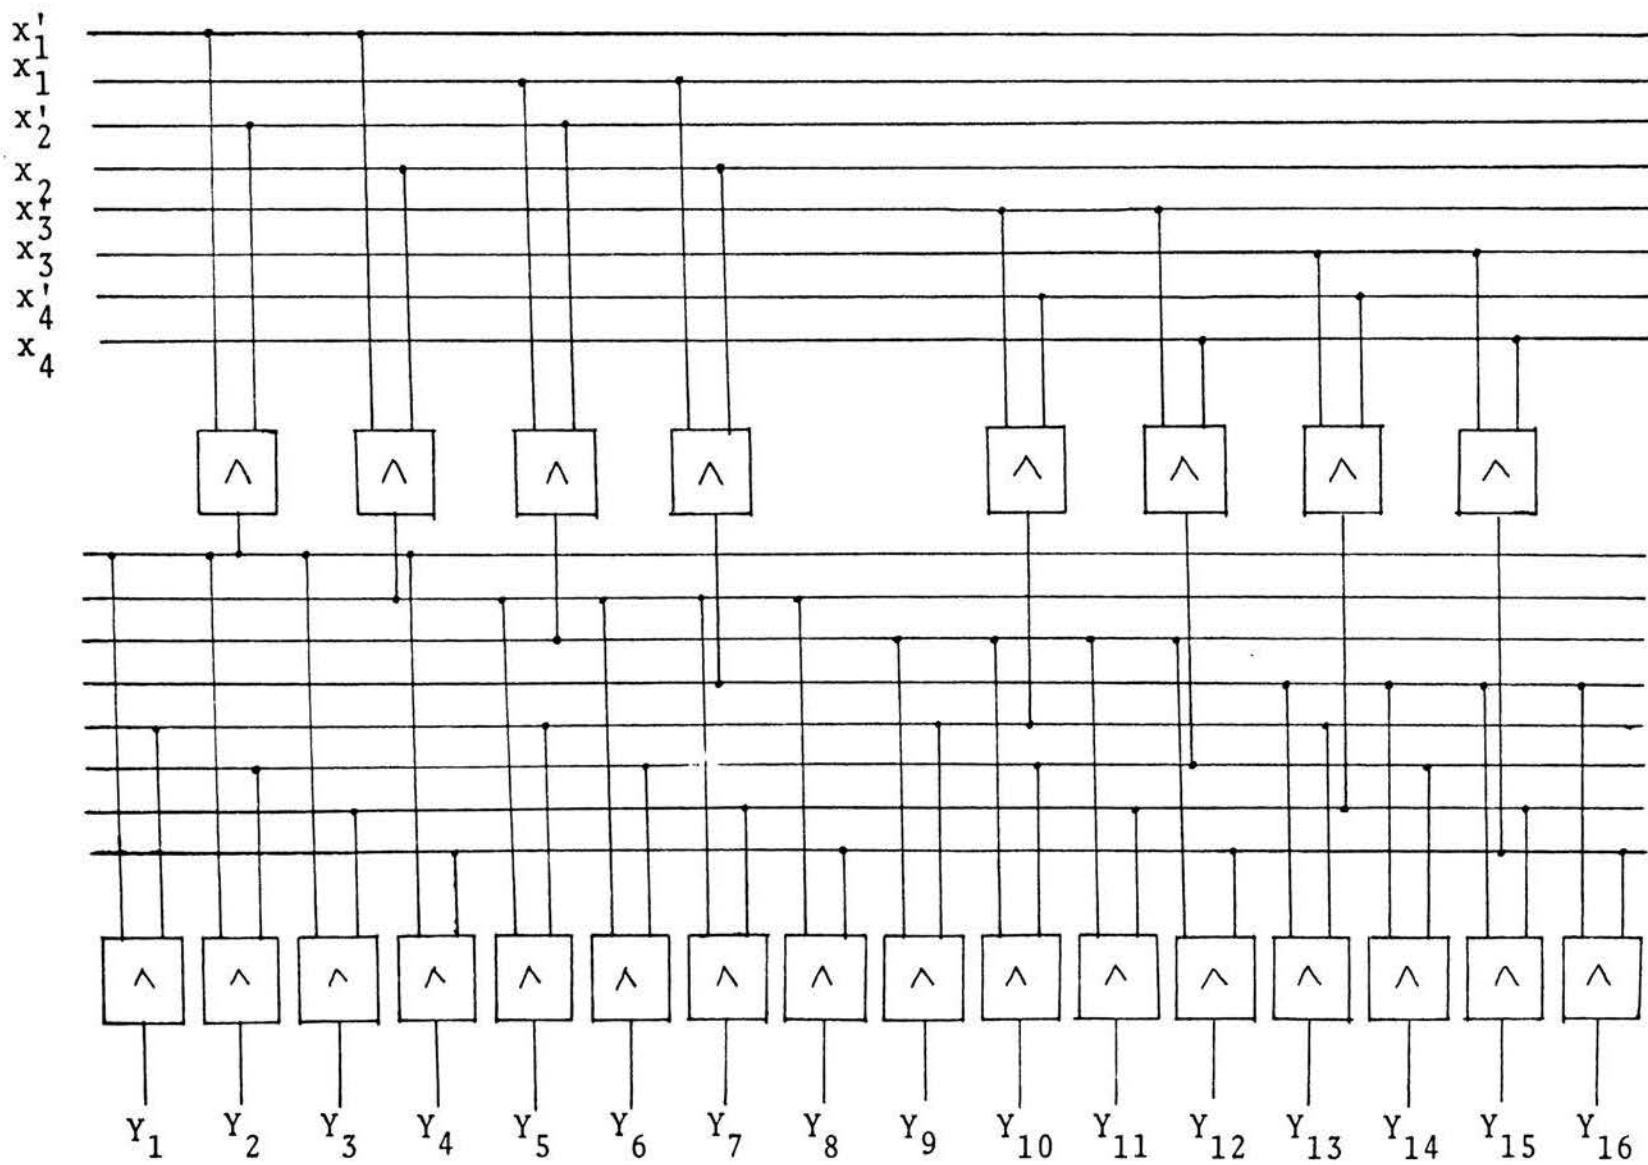 x'1
x1
x'2
x2
x'3
x3
x'4
x4
∧ ∧ ∧ ∧ ∧ ∧ ∧ ∧
∧ ∧ ∧ ∧ ∧ ∧ ∧ ∧ ∧ ∧ ∧ ∧ ∧ ∧ ∧ ∧
Y1 Y2 Y3 Y4 Y5 Y6 Y7 Y8 Y9 Y10 Y11 Y12 Y13 Y14 Y15 Y16